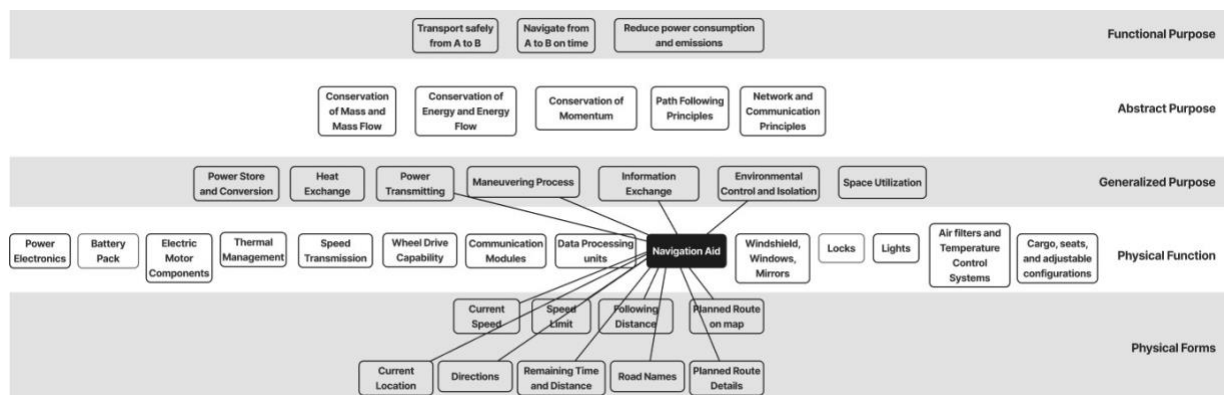 Transport safely
from A to B
Navigate from
A to B on time
Reduce power consumption
and emissions
Functional Purpose
Conservation
of Mass and
Mass Flow
Conservation of
Energy and Energy
Flow
Conservation of
Momentum
Path Following
Principles
Network and
Communication
Principles
Abstract Purpose
Power Store
and Conversion
Heat
Exchange
Power
Transmitting
Maneuvering Process
Information
Exchange
Environmental
Control and Isolation
Space Utilization
Generalized Purpose
Power
Electronics
Battery
Pack
Electric
Motor
Components
Thermal
Management
Speed
Transmission
Wheel Drive
Capability
Communication
Modules
Data Processing
units
Navigation Aid
Windshield,
Windows,
Mirrors
Locks
Lights
Air filters and
Temperature
Control
Systems
Cargo, seats,
and adjustable
configurations
Physical Function
Current
Speed
Speed
Limit
Following
Distance
Planned Route
on map
Current
Location
Directions
Remaining Time
and Distance
Road Names
Planned Route
Details
Physical Forms